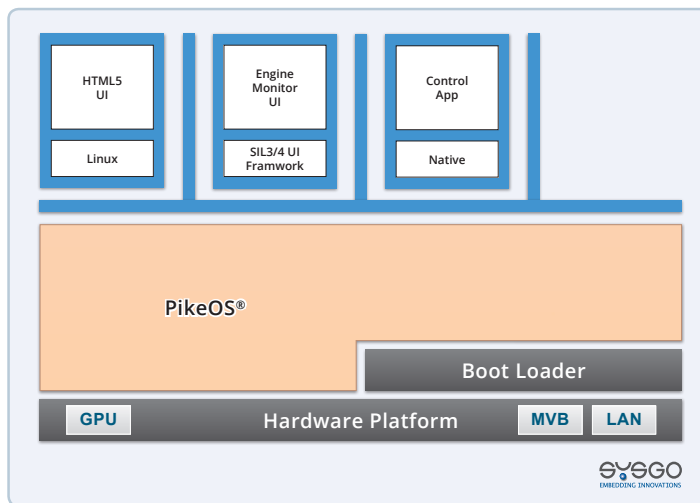 HTML5
UI
Linux
Engine
Monitor
UI
SIL3/4 UI
Framwork
Control
App
Native
PikeOS®
Boot Loader
GPU
Hardware Platform
MVB
LAN
SYSGO
EMBEDDING INNOVATIONS